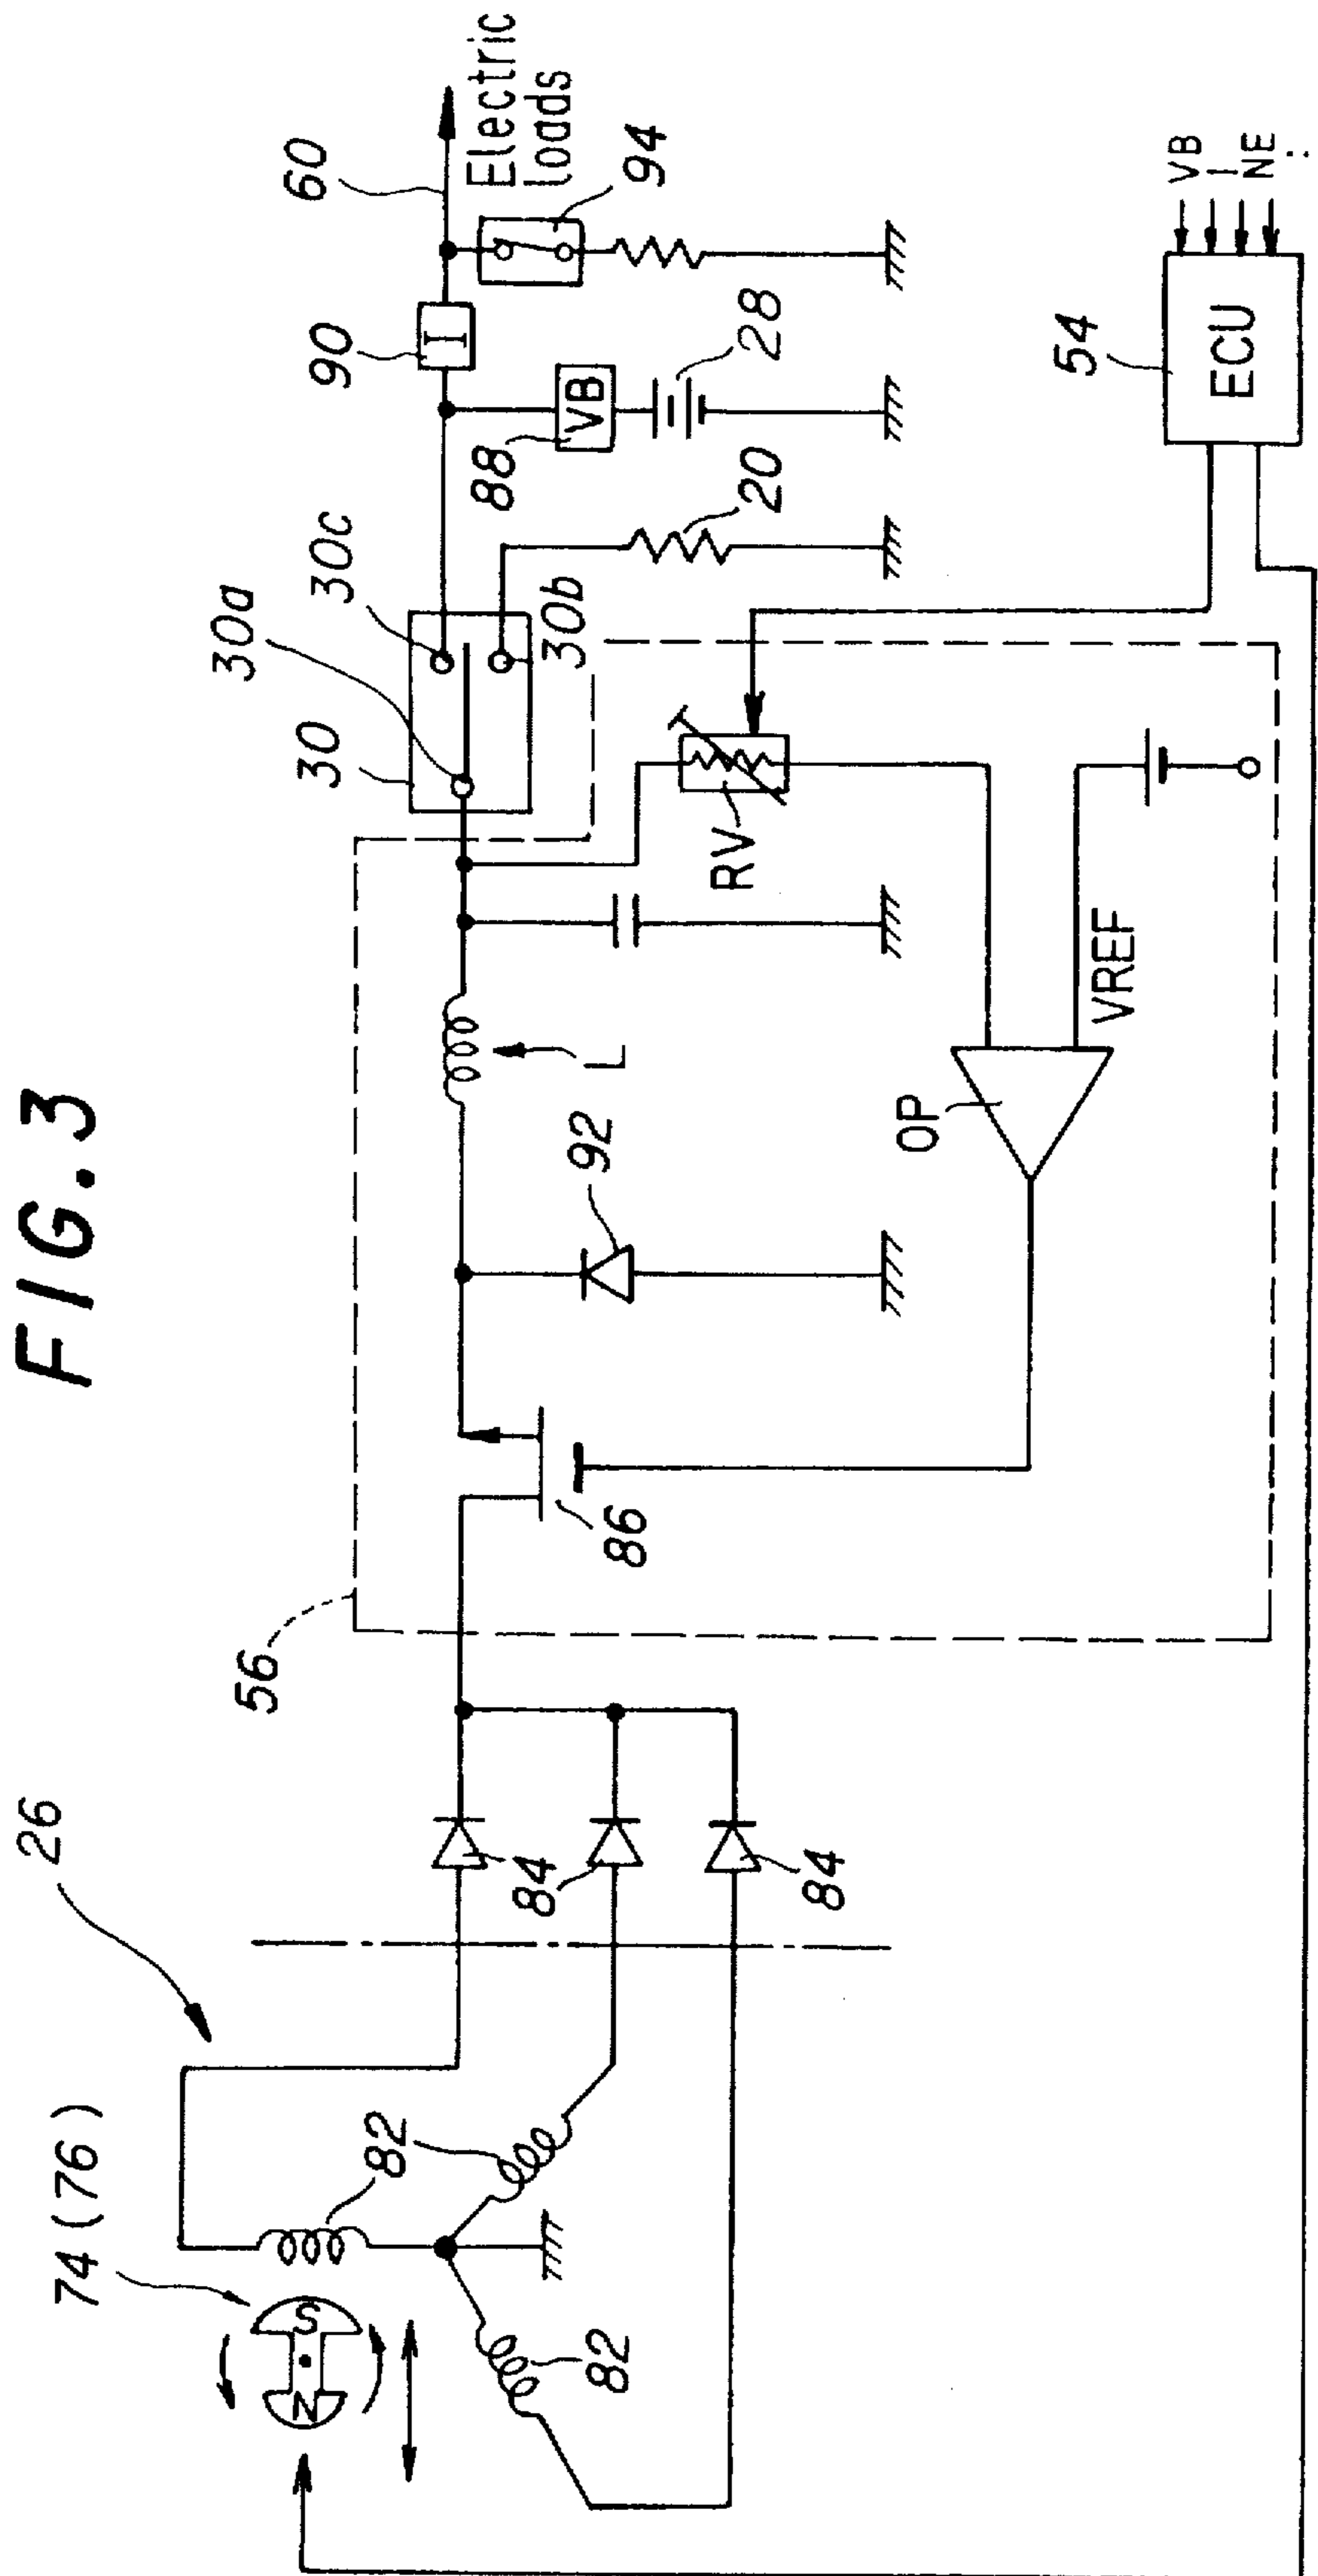 FIG. 3
26
74 (76)
S
N
82
82
82
84
84
84
56
86
92
L
30
30a
30c
30b
RV
OP
VREF
20
88
VB
28
90
I
60
Electric
loads
94
54
ECU
VB
I
NE
: